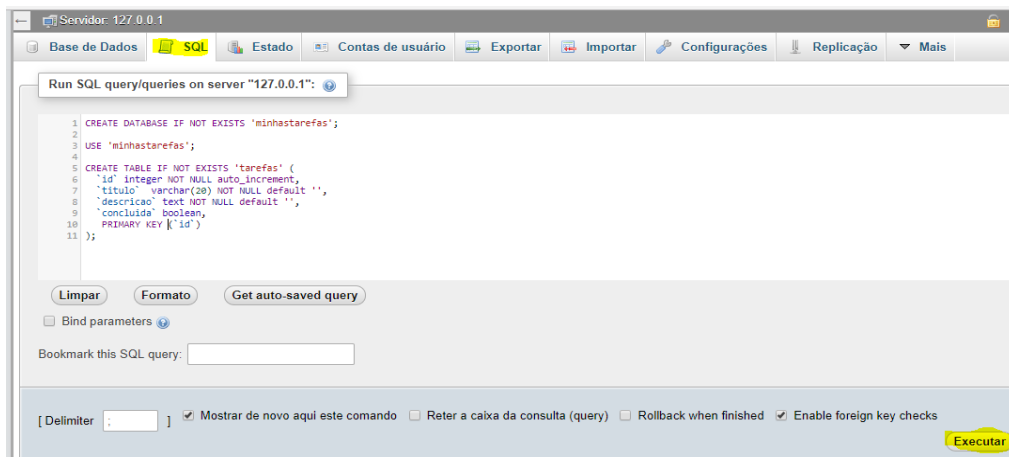 Servidor: 127.0.0.1
Base de Dados SQL Estado Contas de usuário Exportar Importar Configurações Replicação Mais
Run SQL query/queries on server "127.0.0.1":
1 CREATE DATABASE IF NOT EXISTS 'minhastarefas';
2
3 USE 'minhastarefas';
4
5 CREATE TABLE IF NOT EXISTS 'tarefas' (
6 `id` integer NOT NULL auto_increment,
7 `titulo` varchar(20) NOT NULL default '',
8 `descricao` text NOT NULL default '',
9 `concluida` boolean,
10 PRIMARY KEY (`id`)
11 );
Limpar Formato Get auto-saved query
Bind parameters
Bookmark this SQL query:
[ Delimiter ; ] Mostrar de novo aqui este comando Reter a caixa da consulta (query) Rollback when finished Enable foreign key checks
Executar